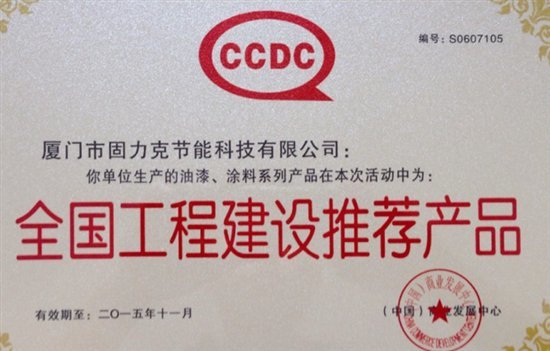 CCDC
编号：S0607105
厦门市固力克节能科技有限公司：
你单位生产的油漆、涂料系列产品在本次活动中为：
全国工程建设推荐产品
有效期至：二〇一五年十一月
（中国）商业发展中心